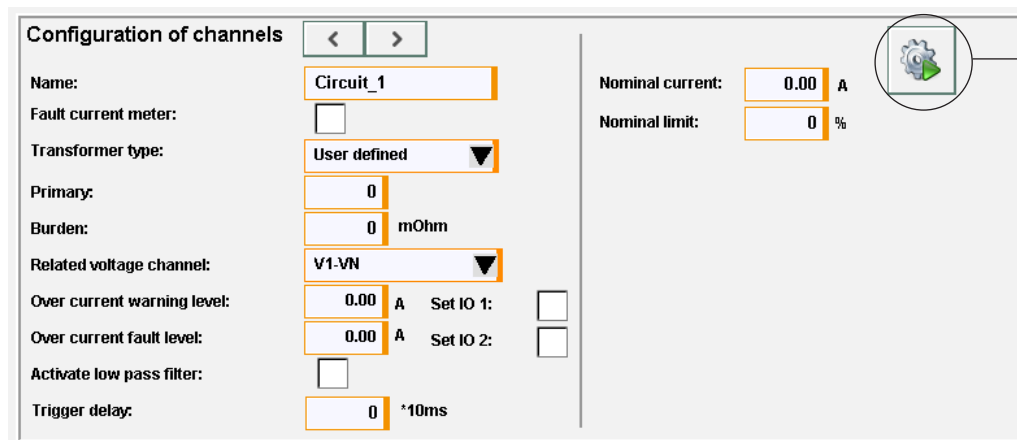 Configuration of channels < >
Name: Circuit_1
Fault current meter:
Transformer type: User defined
Primary: 0
Burden: 0 mOhm
Related voltage channel: V1-VN
Over current warning level: 0.00 A Set IO 1:
Over current fault level: 0.00 A Set IO 2:
Activate low pass filter:
Trigger delay: 0 *10ms
Nominal current: 0.00 A
Nominal limit: 0 %